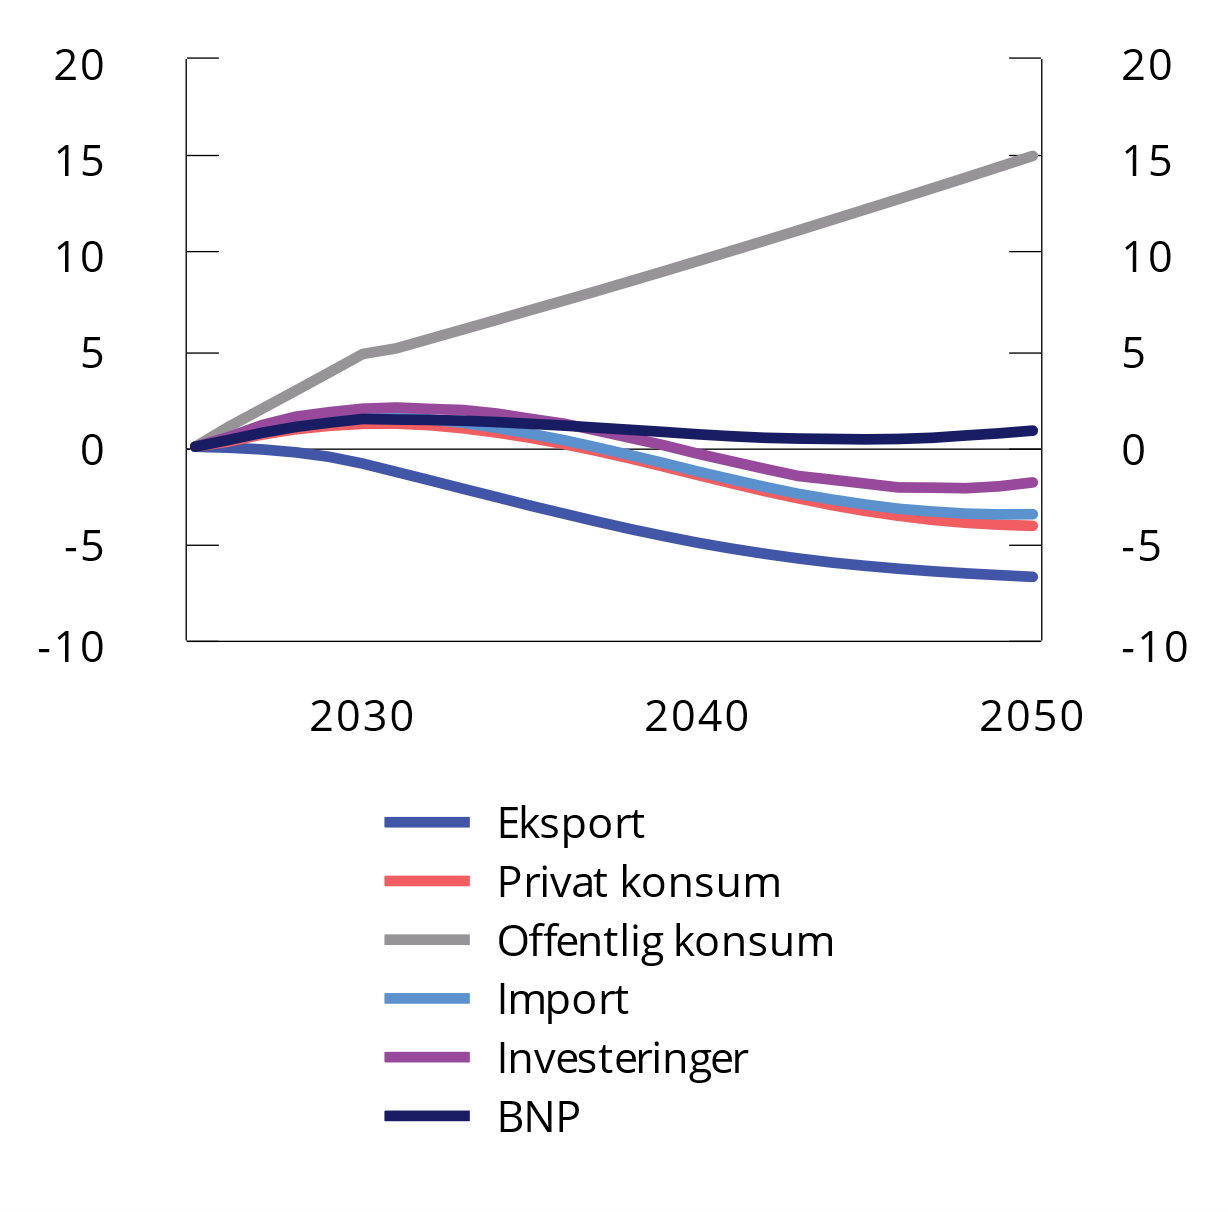 20 20
15 15
10 10
5 5
0 0
-5 -5
-10 -10
2030 2040 2050
Eksport
Privat konsum
Offentlig konsum
Import
Investeringer
BNP